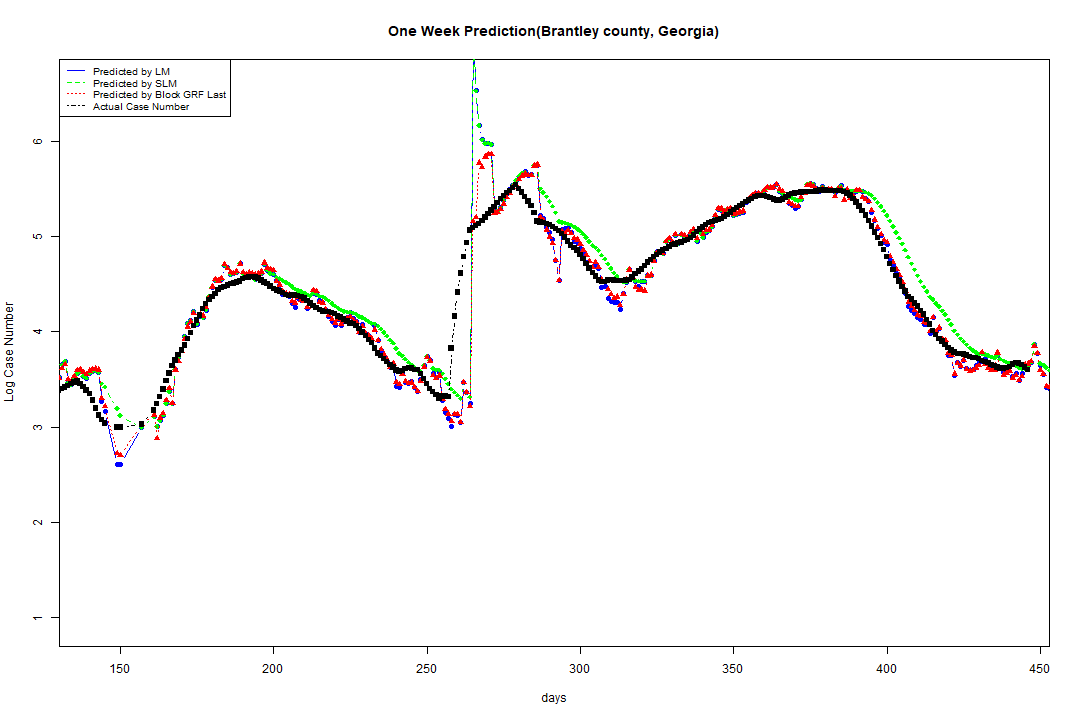 One Week Prediction(Brantley county, Georgia)
Predicted by LM
Predicted by SLM
Predicted by Block GRF Last
Actual Case Number
Log Case Number
6
5
4
3
2
1
150 200 250 300 350 400 450
days